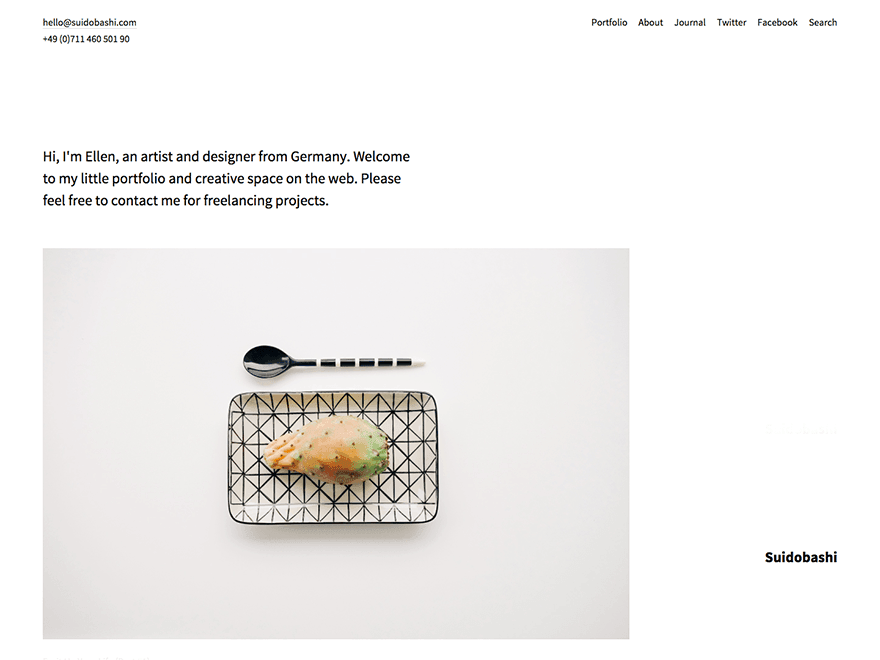 hello@suidobashi.com
+49 (0)711 460 501 90
Portfolio About Journal Twitter Facebook Search
Hi, I'm Ellen, an artist and designer from Germany. Welcome
to my little portfolio and creative space on the web. Please
feel free to contact me for freelancing projects.
Suidobashi